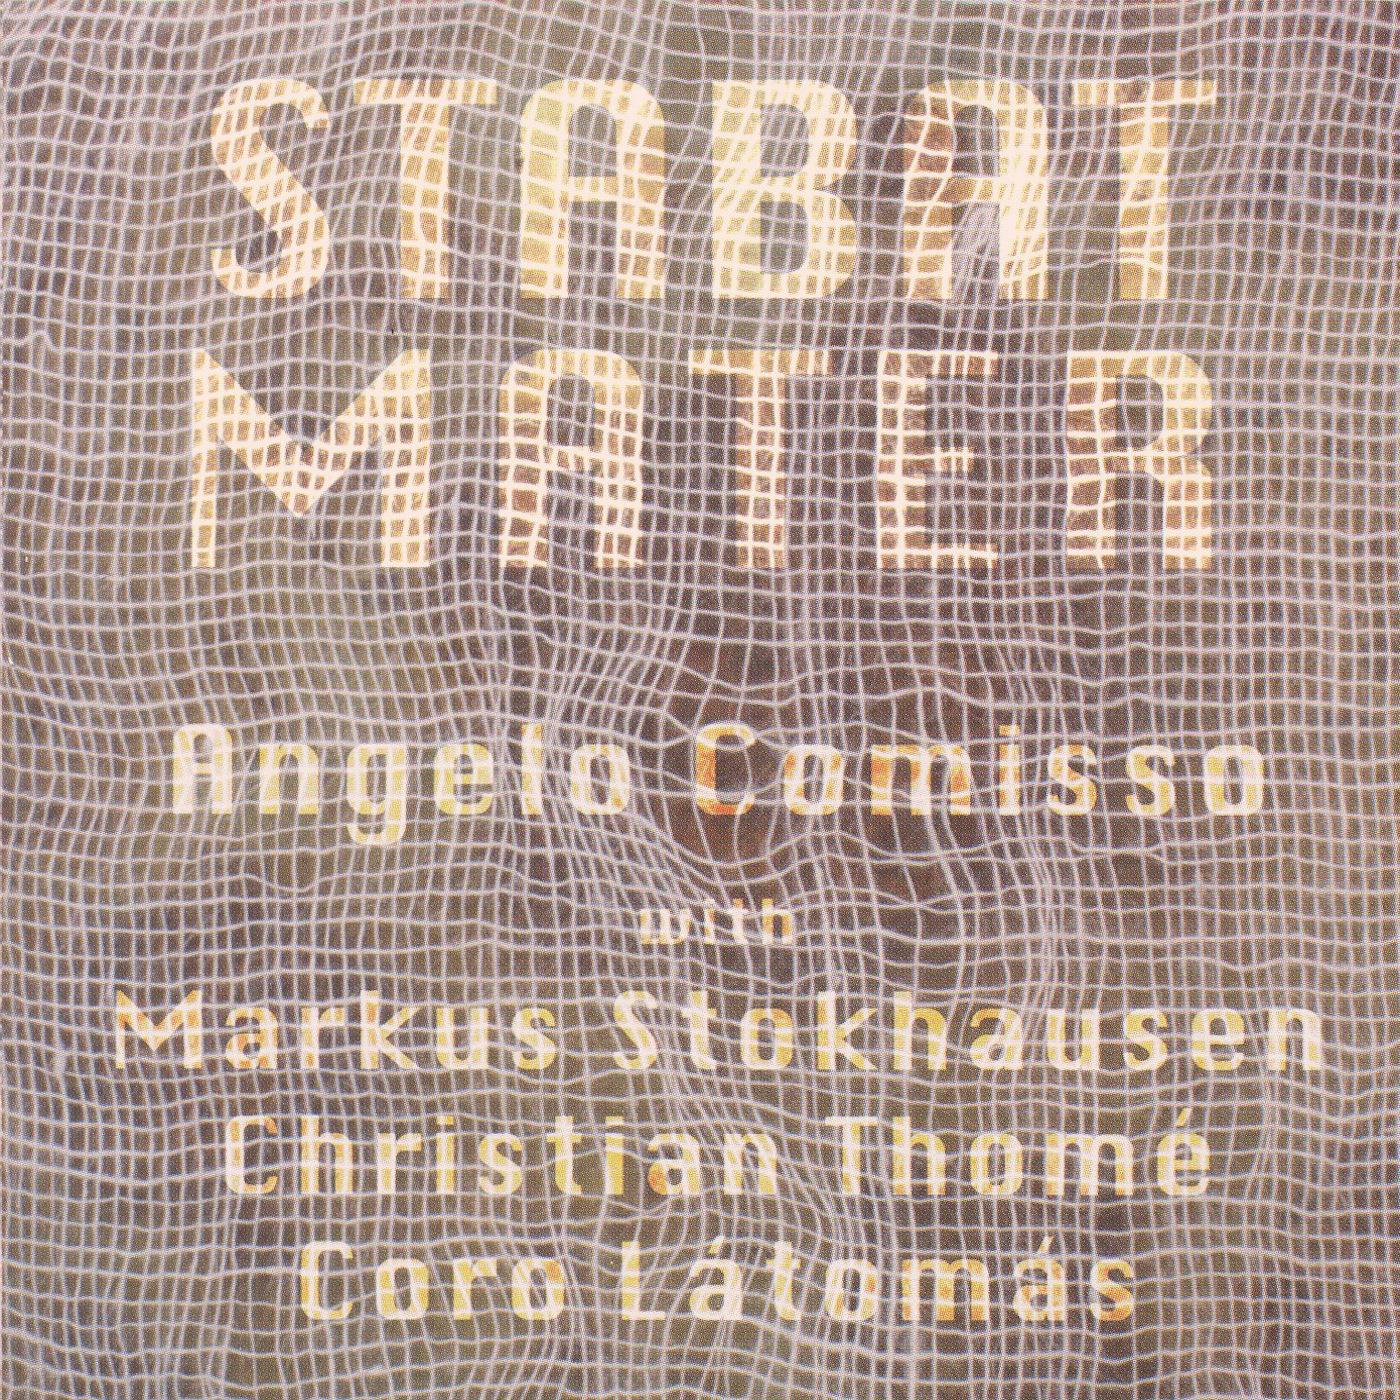 STABAT
MATER
Angelo Comisso
with
Markus Stokhausen
Christian Thomé
Coro Látomás